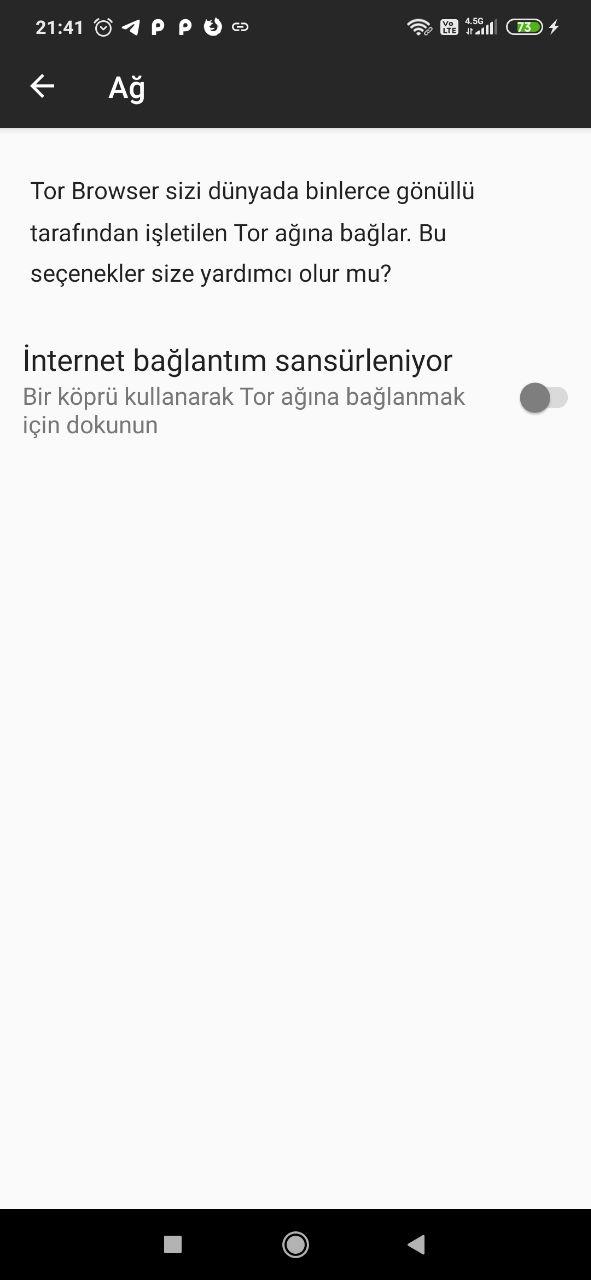 21:41
Vo LTE 4.5G 73
Ağ
Tor Browser sizi dünyada binlerce gönüllü
tarafından işletilen Tor ağına bağlar. Bu
seçenekler size yardımcı olur mu?
İnternet bağlantım sansürleniyor
Bir köprü kullanarak Tor ağına bağlanmak
için dokunun